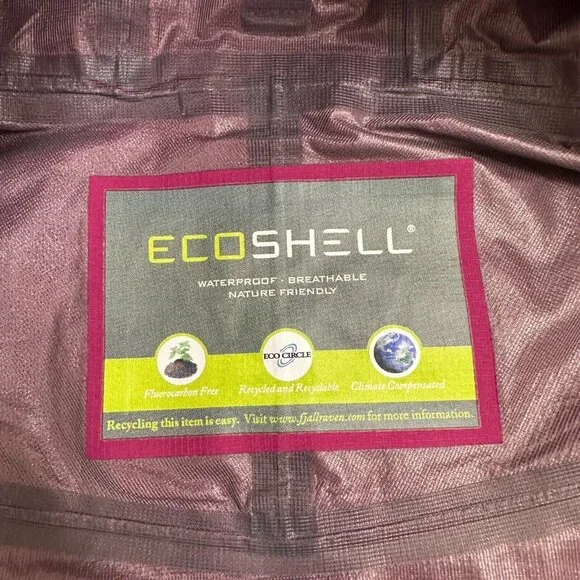 ECOSHELL®
WATERPROOF - BREATHABLE
NATURE FRIENDLY
ECO CIRCLE
Fluorocarbon Free Recycled and Recyclable Climate Compensated
Recycling this item is easy. Visit www.fjallraven.com for more information.